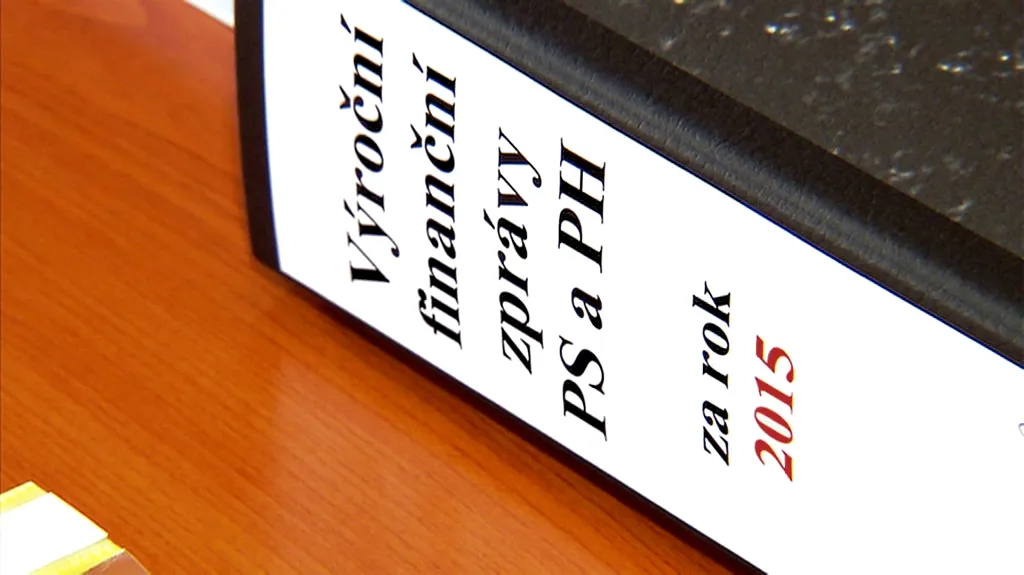 Výroční
finanční
zprávy
PS a PH
za rok
2015